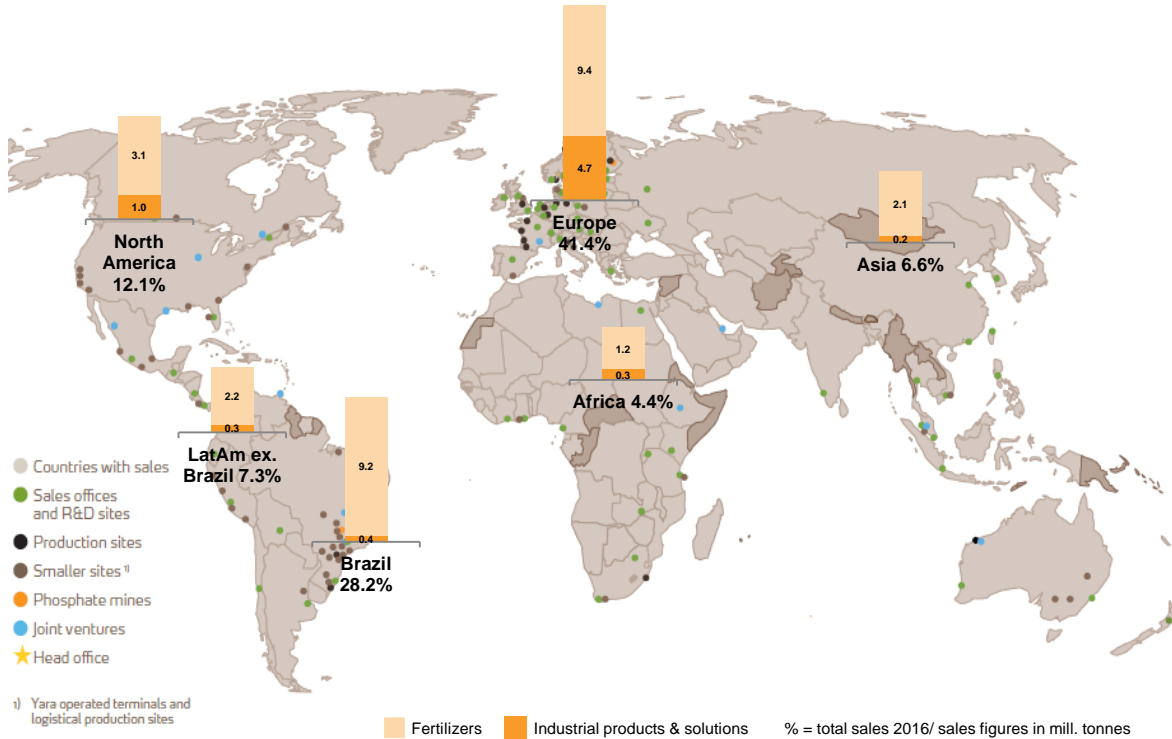 9.4
4.7
Europe
41.4%
3.1
1.0
North
America
12.1%
2.1
0.2
Asia 6.6%
1.2
0.3
Africa 4.4%
2.2
0.3
LatAm ex.
Brazil 7.3%
9.2
0.4
Brazil
28.2%
Countries with sales
Sales offices
and R&D sites
Production sites
Smaller sites ¹⁾
Phosphate mines
Joint ventures
Head office
1) Yara operated terminals and
logistical production sites
Fertilizers
Industrial products & solutions
% = total sales 2016/ sales figures in mill. tonnes